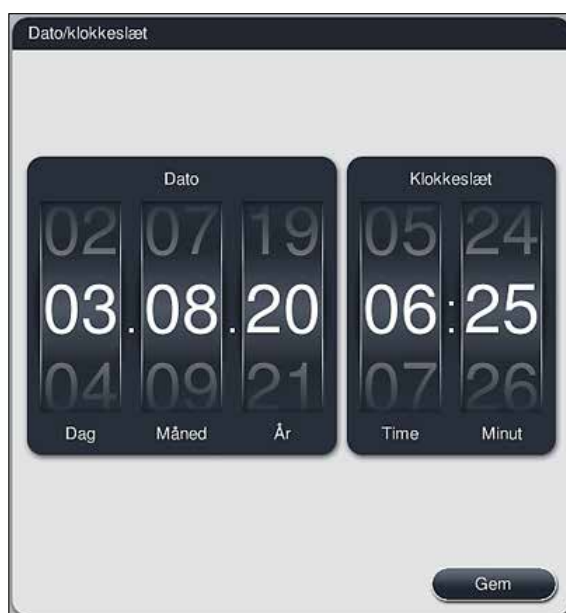 Dato/klokkeslæt
Dato Klokkeslæt
02 07 19 05 24
03.08.20 06:25
04 09 21 07 26
Dag Måned År Time Minut
Gem